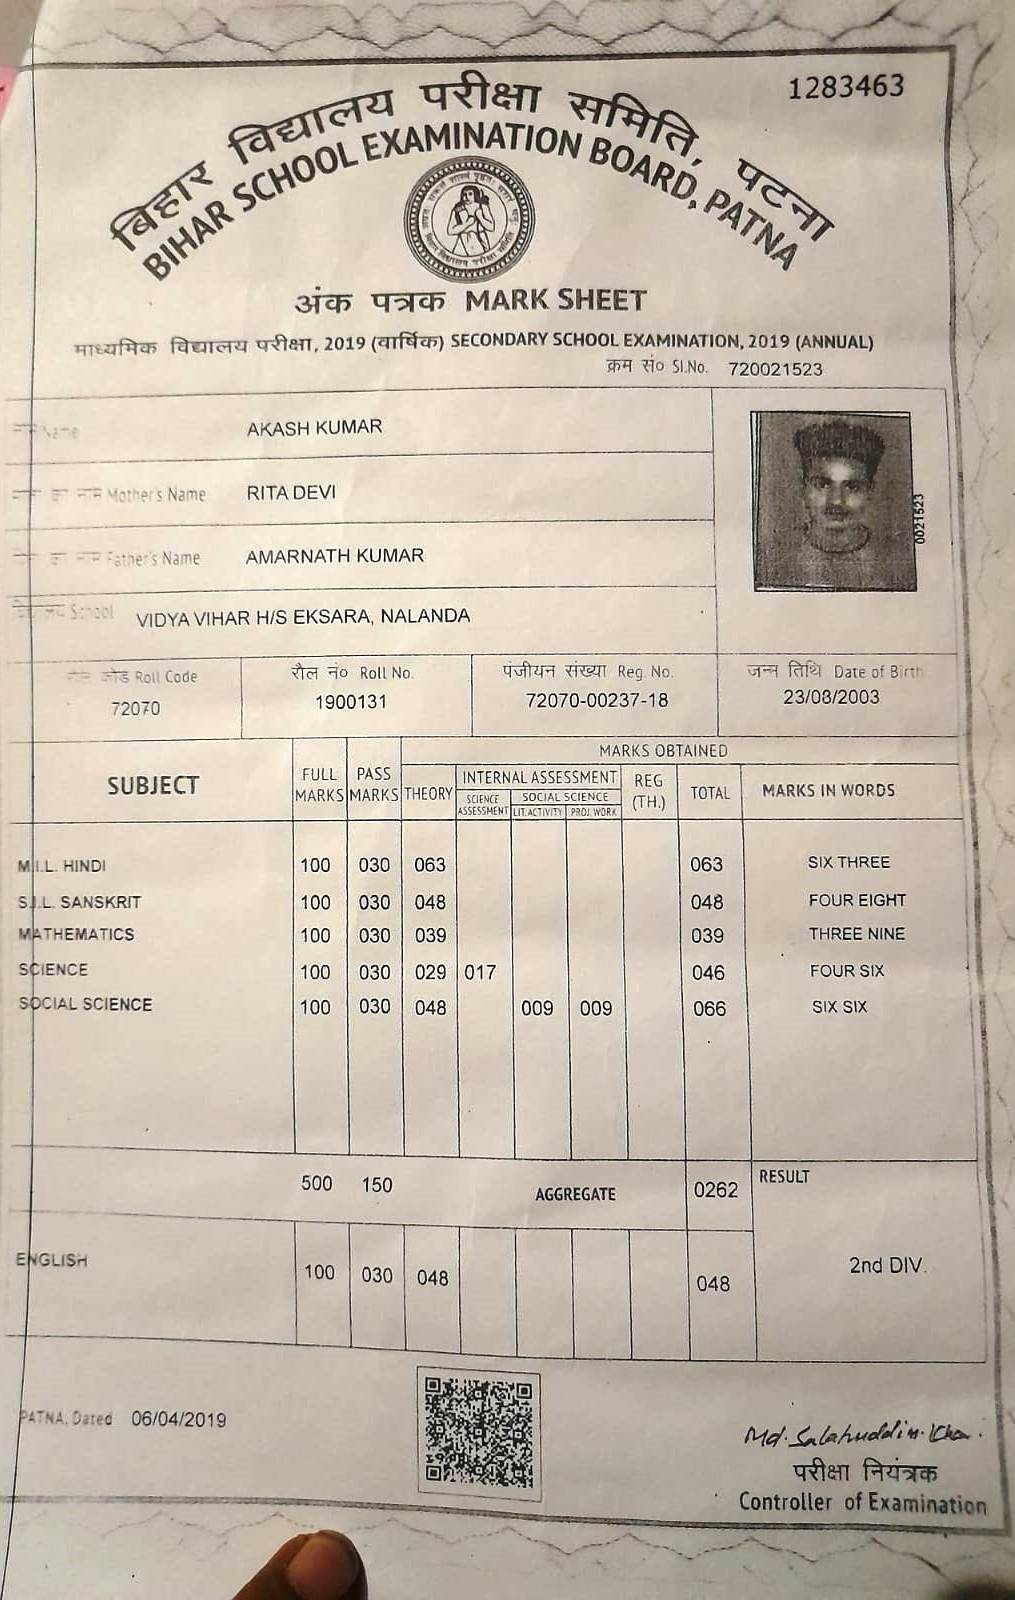 1283463
बिहार विद्यालय परीक्षा समिति, पटना
BIHAR SCHOOL EXAMINATION BOARD, PATNA
अंक पत्रक MARK SHEET
माध्यमिक विद्यालय परीक्षा, 2019 (वार्षिक) SECONDARY SCHOOL EXAMINATION, 2019 (ANNUAL)
क्रम सं० Sl.No. 720021523
नाम Name AKASH KUMAR
का नाम Mother's Name RITA DEVI
का नाम Father's Name AMARNATH KUMAR
0021523
School VIDYA VIHAR H/S EKSARA, NALANDA
कोड Roll Code रौल नं० Roll No. पंजीयन संख्या Reg. No. जन्म तिथि Date of Birth
72070 1900131 72070-00237-18 23/08/2003
SUBJECT FULL MARKS PASS MARKS MARKS OBTAINED
THEORY INTERNAL ASSESSMENT REG (TH.) TOTAL MARKS IN WORDS
SCIENCE ASSESSMENT SOCIAL SCIENCE
LIT.ACTIVITY PROJ.WORK
M.I.L. HINDI 100 030 063 063 SIX THREE
S.I.L. SANSKRIT 100 030 048 048 FOUR EIGHT
MATHEMATICS 100 030 039 039 THREE NINE
SCIENCE 100 030 029 017 046 FOUR SIX
SOCIAL SCIENCE 100 030 048 009 009 066 SIX SIX
500 150 AGGREGATE 0262 RESULT
ENGLISH 100 030 048 048 2nd DIV.
PATNA, Dated 06/04/2019
Md. Salahuddin Khan.
परीक्षा नियंत्रक
Controller of Examination